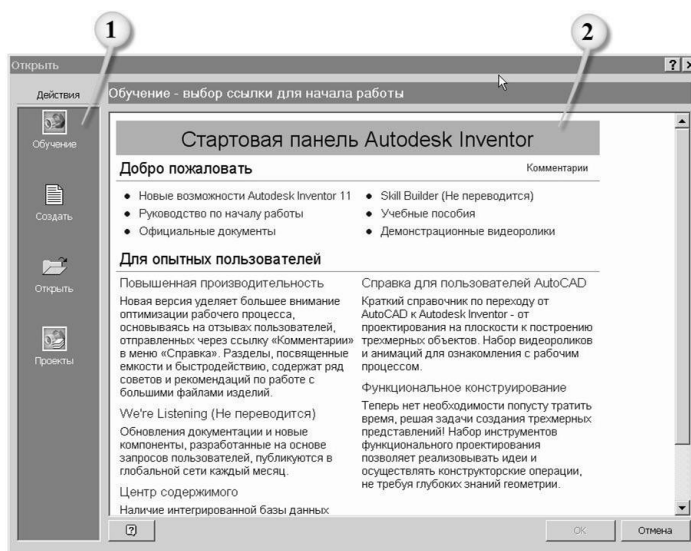 1
2
Открыть
Действия
Обучение
Создать
Открыть
Проекты
Обучение - выбор ссылки для начала работы
Стартовая панель Autodesk Inventor
Добро пожаловать
Комментарии
Новые возможности Autodesk Inventor 11
Руководство по началу работы
Официальные документы
Skill Builder (Не переводится)
Учебные пособия
Демонстрационные видеоролики
Для опытных пользователей
Повышенная производительность
Новая версия уделяет большее внимание
оптимизации рабочего процесса,
основываясь на отзывах пользователей,
отправленных через ссылку «Комментарии»
в меню «Справка». Разделы, посвященные
емкости и быстродействию, содержат ряд
советов и рекомендаций по работе с
большими файлами изделий.
We're Listening (Не переводится)
Обновления документации и новые
компоненты, разработанные на основе
запросов пользователей, публикуются в
глобальной сети каждый месяц.
Центр содержимого
Наличие интегрированной базы данных
Справка для пользователей AutoCAD
Краткий справочник по переходу от
AutoCAD к Autodesk Inventor - от
проектирования на плоскости к построению
трехмерных объектов. Набор видеороликов
и анимаций для ознакомления с рабочим
процессом.
Функциональное конструирование
Теперь нет необходимости попусту тратить
время, решая задачи создания трехмерных
представлений! Набор инструментов
функционального проектирования
позволяет реализовывать идеи и
осуществлять конструкторские операции,
не требуя глубоких знаний геометрии.
OK
Отмена